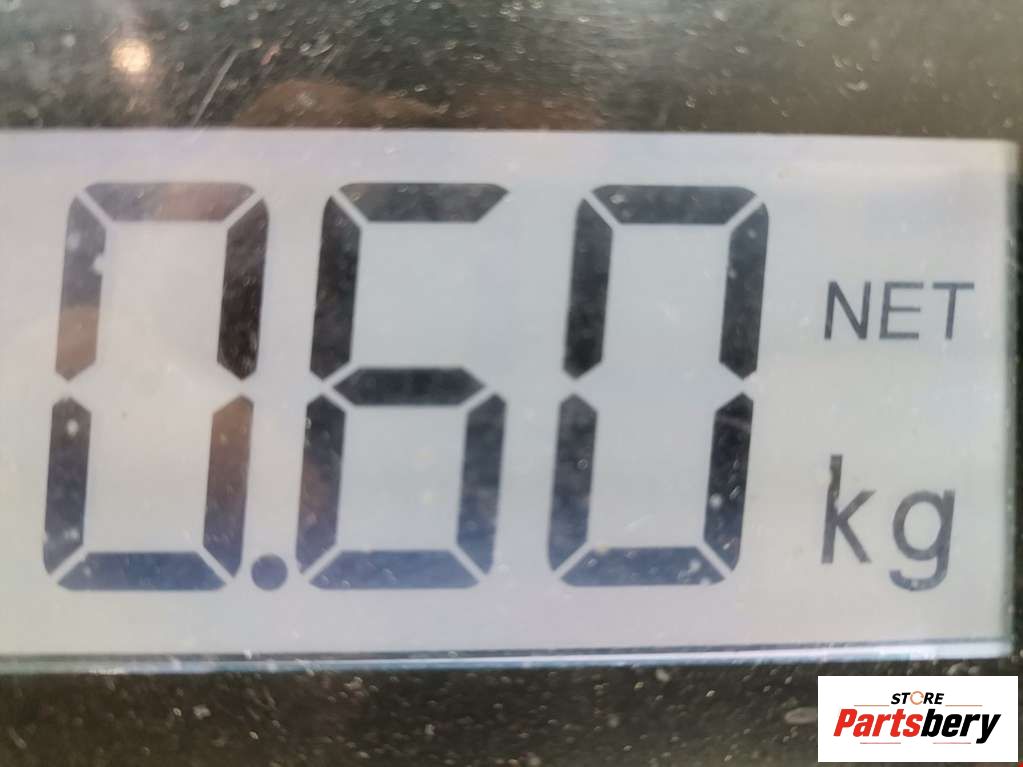 0.60 NET
kg
STORE
Partsbery